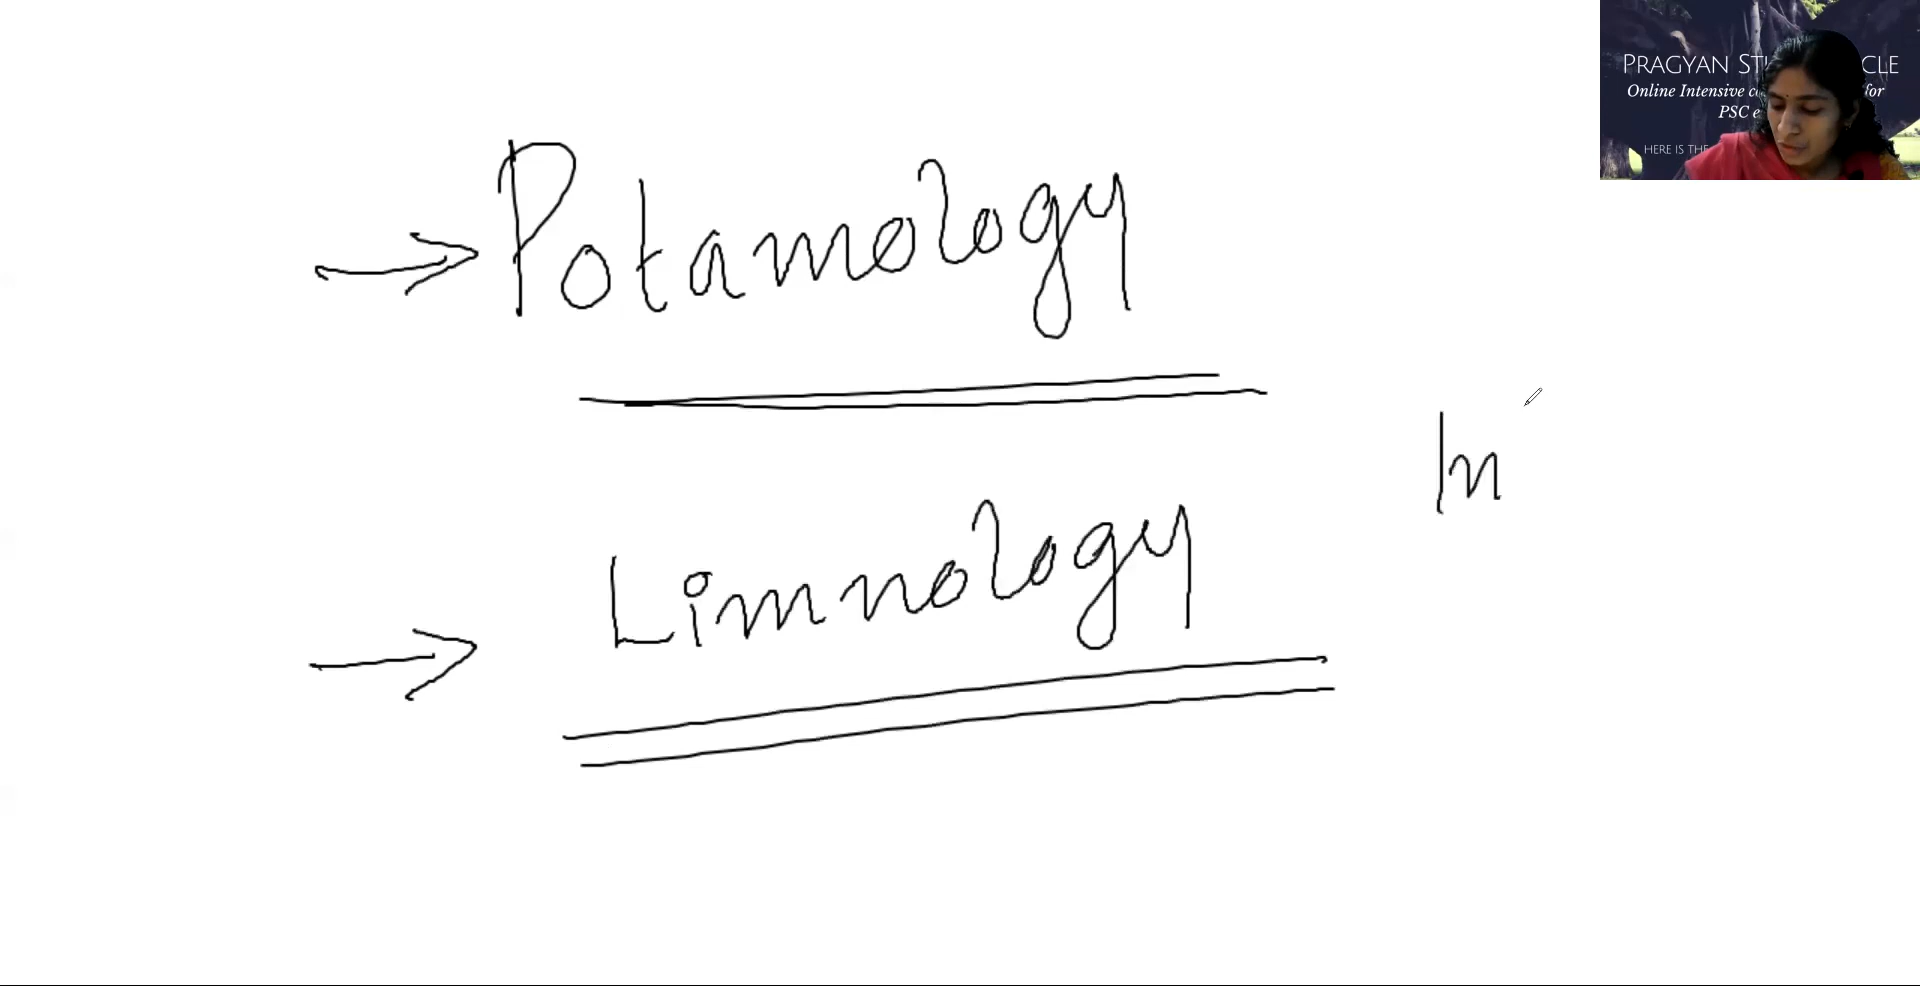 PRAGYAN ST CLE
Online Intensive c for
PSC e
HERE IS THE
→ Potamology
In
→ Limnology